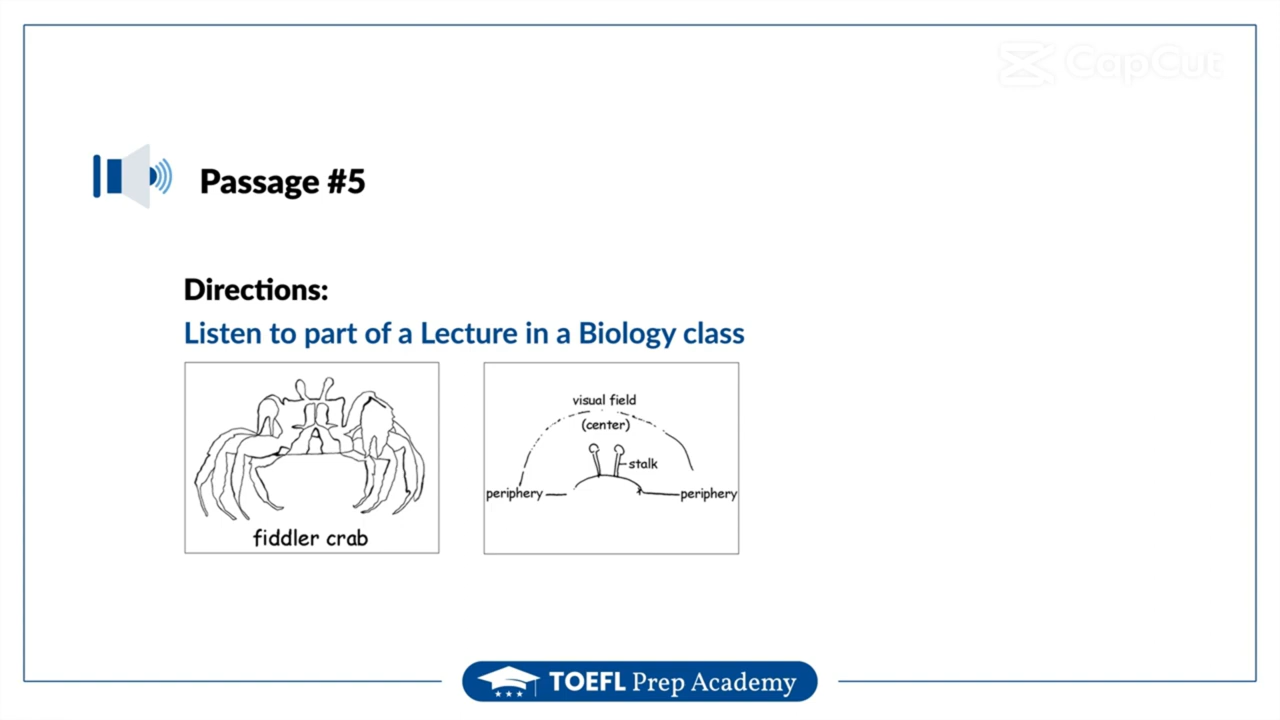 CapCut
Passage #5
Directions:
Listen to part of a Lecture in a Biology class
fiddler crab
visual field
(center)
stalk
periphery
periphery
TOEFL Prep Academy